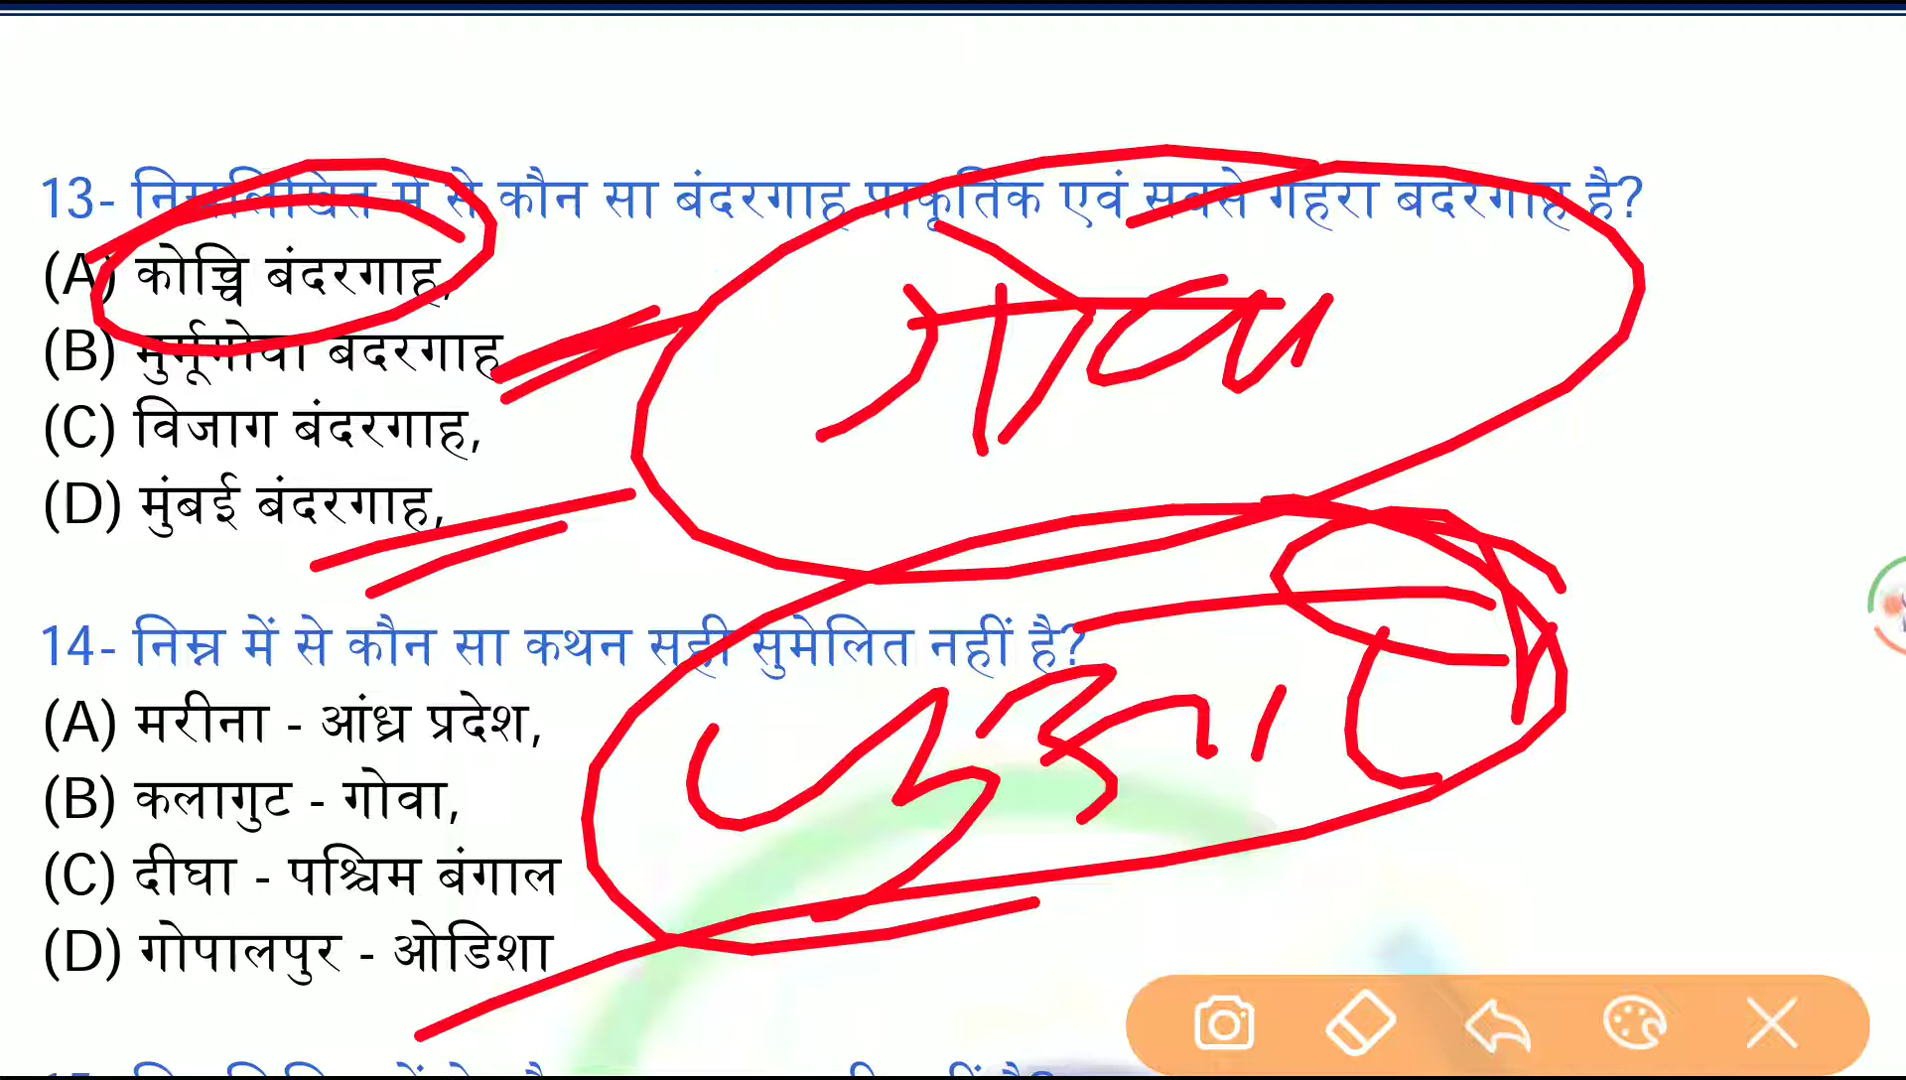 13- निम्नलिखित में से कौन सा बंदरगाह प्राकृतिक एवं सबसे गहरा बदरगाह है?
(A) कोच्चि बंदरगाह,
(B) मुर्मूगोवा बंदरगाह
(C) विजाग बंदरगाह,
(D) मुंबई बंदरगाह,
गोवा
14- निम्न में से कौन सा कथन सही सुमेलित नहीं है?
(A) मरीना - आंध्र प्रदेश,
(B) कलागुट - गोवा,
(C) दीघा - पश्चिम बंगाल
(D) गोपालपुर - ओडिशा